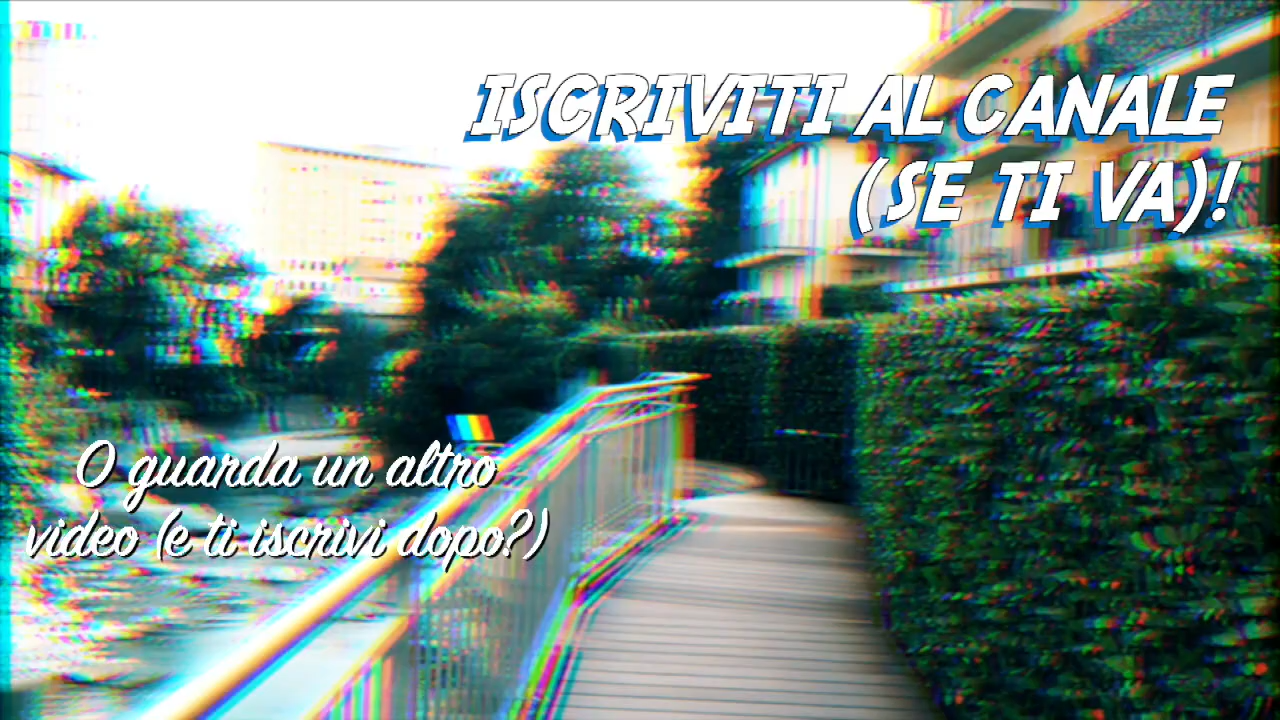 ISCRIVITI AL CANALE
(SE TI VA)!
O guarda un altro
video (e ti iscrivi dopo?)